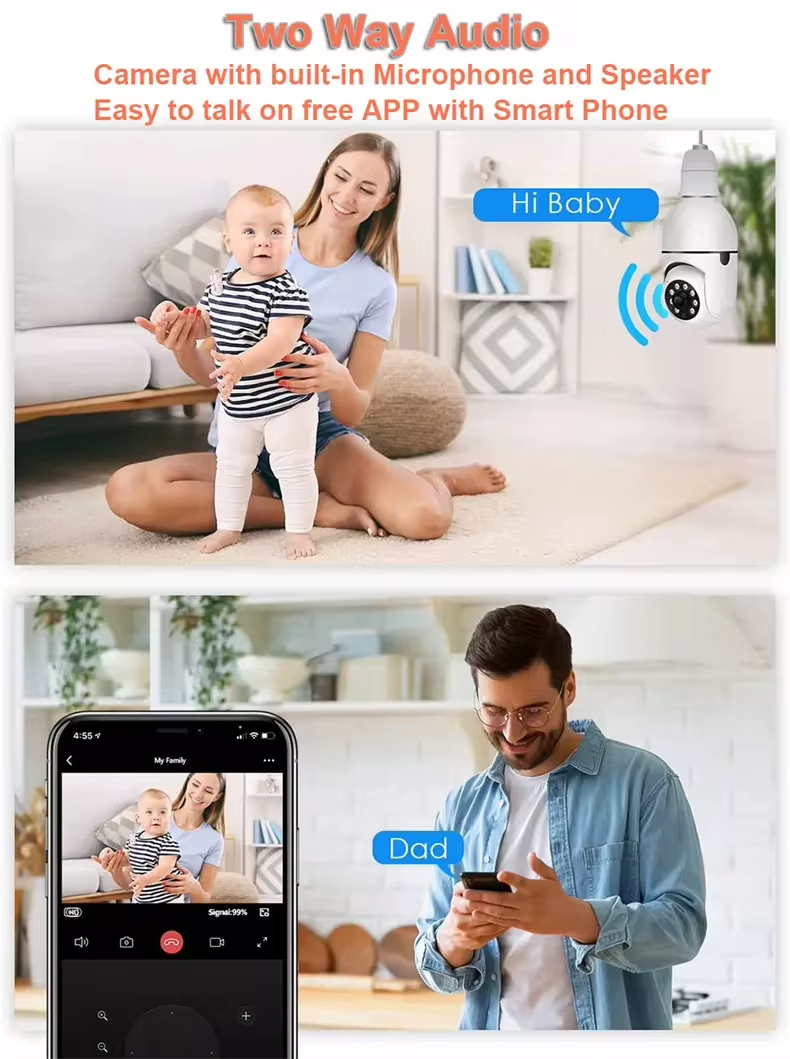 Two Way Audio
Camera with built-in Microphone and Speaker
Easy to talk on free APP with Smart Phone
Hi Baby
4:55
My Family
Dad
HD
Signal:99%